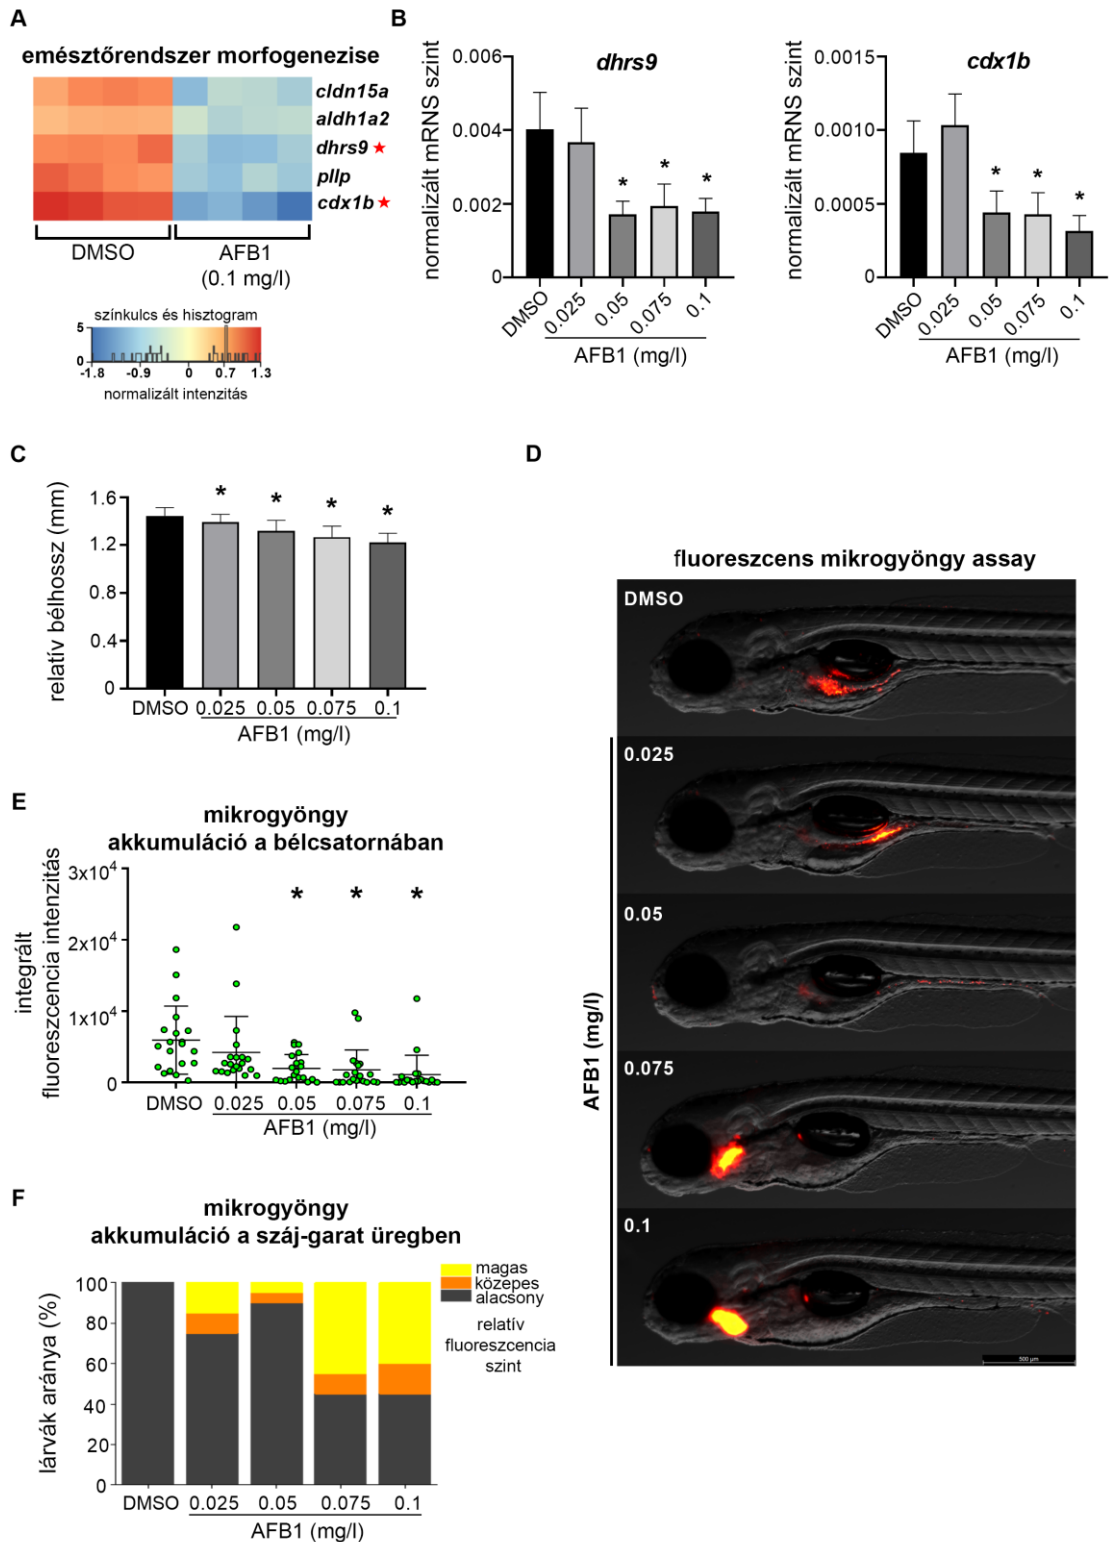 A
emésztőrendszer morfogenezise
cldn15a
aldh1a2
dhrs9 ★
pllp
cdx1b ★
DMSO
AFB1
(0.1 mg/l)
színkulcs és hisztogram
5
0
-1.8 -0.9 0 0.7 1.3
normalizált intenzitás
B
dhrs9
normalizált mRNS szint
0.006
0.004
0.002
0
* * *
DMSO 0.025 0.05 0.075 0.1
AFB1 (mg/l)
cdx1b
normalizált mRNS szint
0.0015
0.0010
0.0005
0
* * *
DMSO 0.025 0.05 0.075 0.1
AFB1 (mg/l)
C
relatív bélhossz (mm)
1.6
1.2
0.8
0.4
0
* * * *
DMSO 0.025 0.05 0.075 0.1
AFB1 (mg/l)
D
fluoreszcens mikrogyöngy assay
DMSO
0.025
0.05
0.075
0.1
AFB1 (mg/l)
500 µm
E
mikrogyöngy
akkumuláció a bélcsatornában
integrált
fluoreszcencia intenzitás
3x10⁴
2x10⁴
1x10⁴
0
* * *
DMSO 0.025 0.05 0.075 0.1
AFB1 (mg/l)
F
mikrogyöngy
akkumuláció a száj-garat üregben
lárvák aránya (%)
100
80
60
40
20
0
DMSO 0.025 0.05 0.075 0.1
AFB1 (mg/l)
magas
közepes
alacsony
relatív
fluoreszcencia
szint